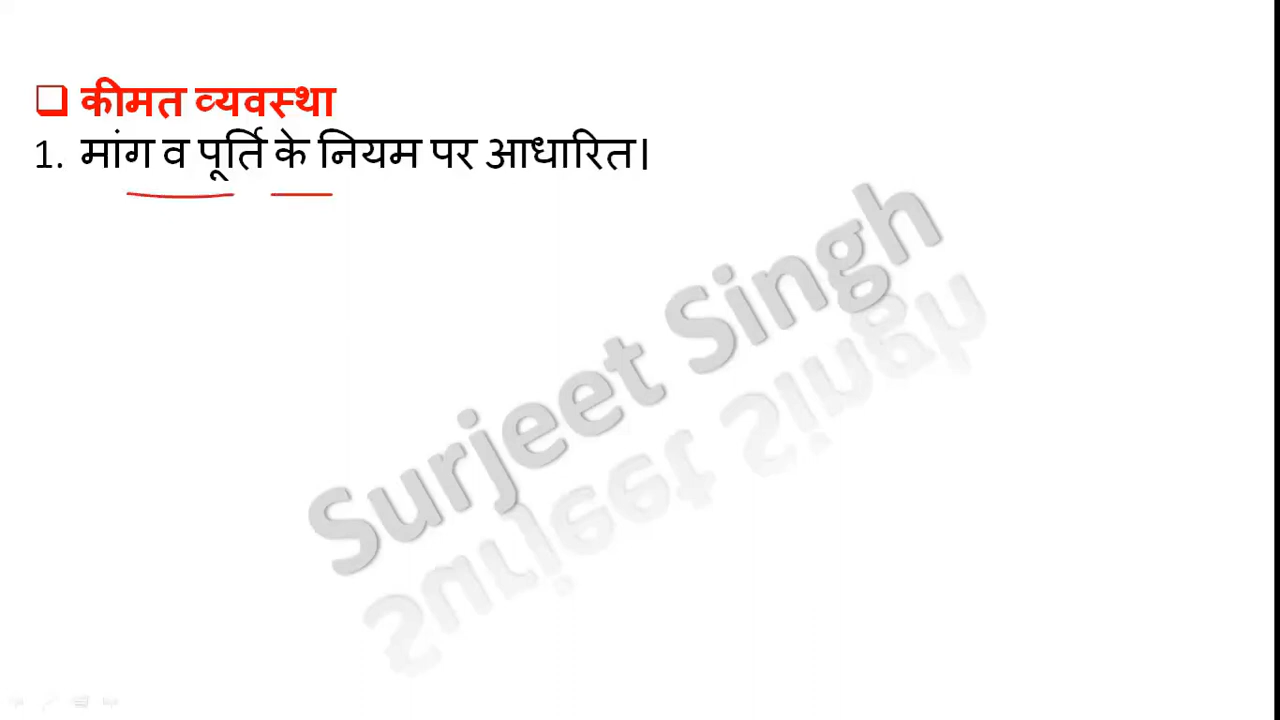 कीमत व्यवस्था
1. मांग व पूर्ति के नियम पर आधारित।
Surjeet Singh